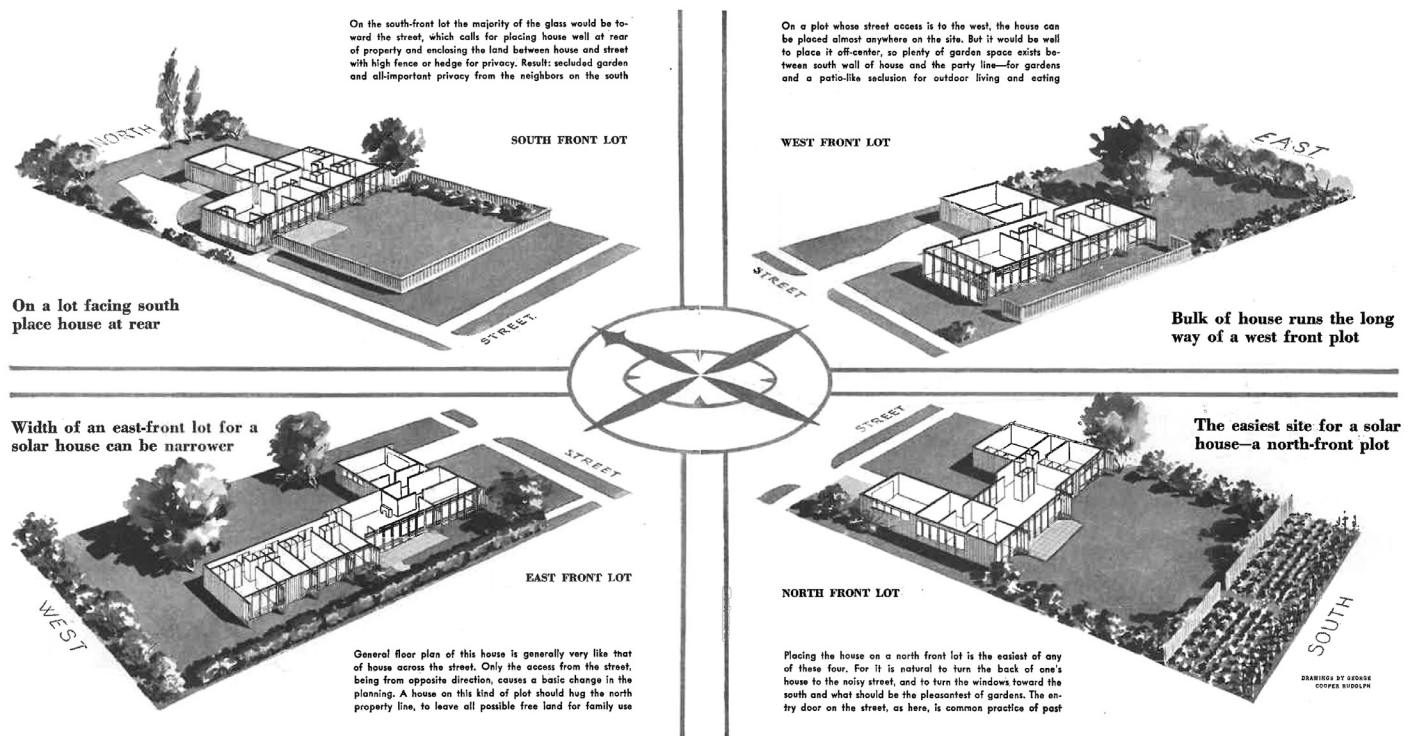 On the south-front lot the majority of the glass would be to-
ward the street, which calls for placing house well at rear
of property and enclosing the land between house and street
with high fence or hedge for privacy. Result: secluded garden
and all-important privacy from the neighbors on the south
NORTH
SOUTH FRONT LOT
On a lot facing south
place house at rear
STREET
On a plot whose street access is to the west, the house can
be placed almost anywhere on the site. But it would be well
to place it off-center, so plenty of garden space exists be-
tween south wall of house and the party line—for gardens
and a patio-like seclusion for outdoor living and eating
WEST FRONT LOT
EAST
STREET
Bulk of house runs the long
way of a west front plot
Width of an east-front lot for a
solar house can be narrower
STREET
EAST FRONT LOT
WEST
General floor plan of this house is generally very like that
of house across the street. Only the access from the street,
being from opposite direction, causes a basic change in the
planning. A house on this kind of plot should hug the north
property line, to leave all possible free land for family use
STREET
The easiest site for a solar
house—a north-front plot
NORTH FRONT LOT
SOUTH
Placing the house on a north front lot is the easiest of any
of these four. For it is natural to turn the back of one's
house to the noisy street, and to turn the windows toward the
south and what should be the pleasantest of gardens. The en-
try door on the street, as here, is common practice of past
DRAWINGS BY GEORGE
COOPER RUDOLPH